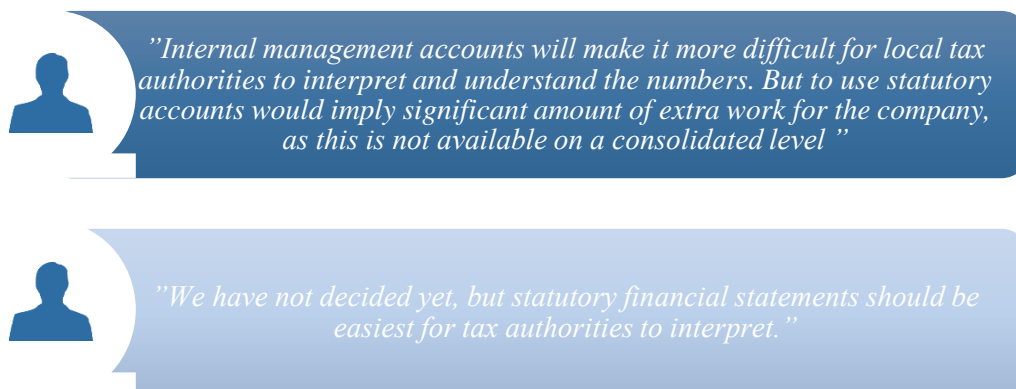 ”Internal management accounts will make it more difficult for local tax
authorities to interpret and understand the numbers. But to use statutory
accounts would imply significant amount of extra work for the company,
as this is not available on a consolidated level ”
”We have not decided yet, but statutory financial statements should be
easiest for tax authorities to interpret.”